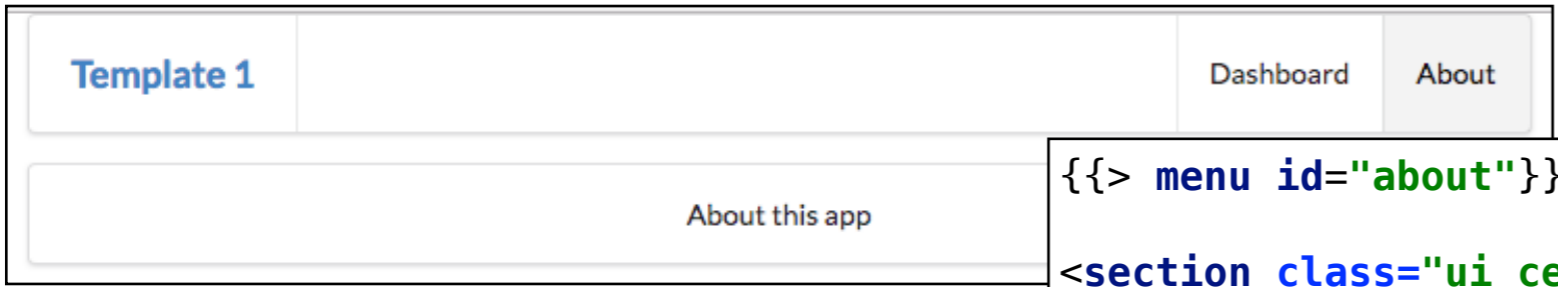 Template 1 Dashboard About
About this app
{{> menu id="about"}}
<section class="ui ce